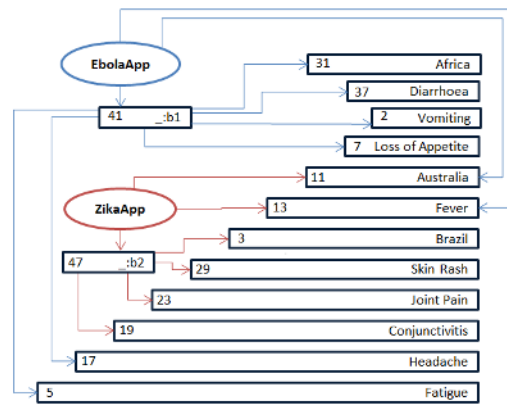 EbolaApp
31 Africa
37 Diarrhoea
41 _:b1
2 Vomiting
7 Loss of Appetite
11 Australia
ZikaApp
13 Fever
3 Brazil
47 _:b2
29 Skin Rash
23 Joint Pain
19 Conjunctivitis
17 Headache
5 Fatigue